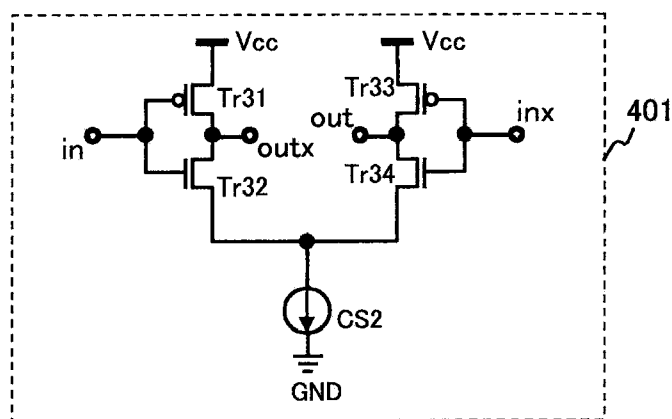 Vcc
Vcc
Tr31
Tr33
in
outx
out
inx
401
Tr32
Tr34
CS2
GND